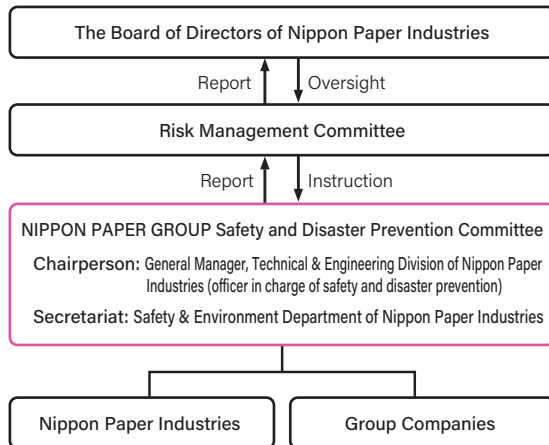 The Board of Directors of Nippon Paper Industries
Report
Oversight
Risk Management Committee
Report
Instruction
NIPPON PAPER GROUP Safety and Disaster Prevention Committee
Chairperson: General Manager, Technical & Engineering Division of Nippon Paper
Industries (officer in charge of safety and disaster prevention)
Secretariat: Safety & Environment Department of Nippon Paper Industries
Nippon Paper Industries
Group Companies